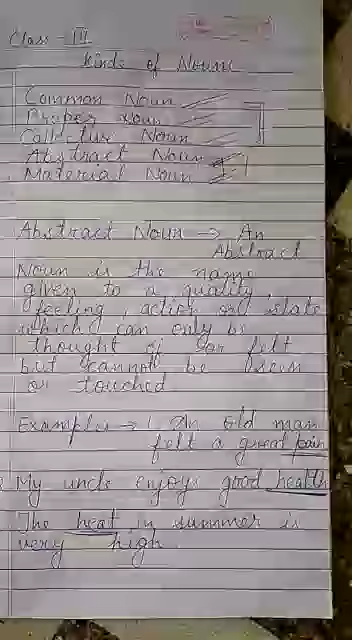 Class - III
Kinds of Nouns
Common Noun
Proper Noun
Collective Noun
Abstract Noun
Material Noun
Abstract Noun → An
Abstract
Noun is the name
given to a quality,
feeling, action or state
which can only be
thought of or felt
but cannot be seen
or touched
Example → 1. An old man
felt a great pain
My uncle enjoys good health
The heat in summer is
very high